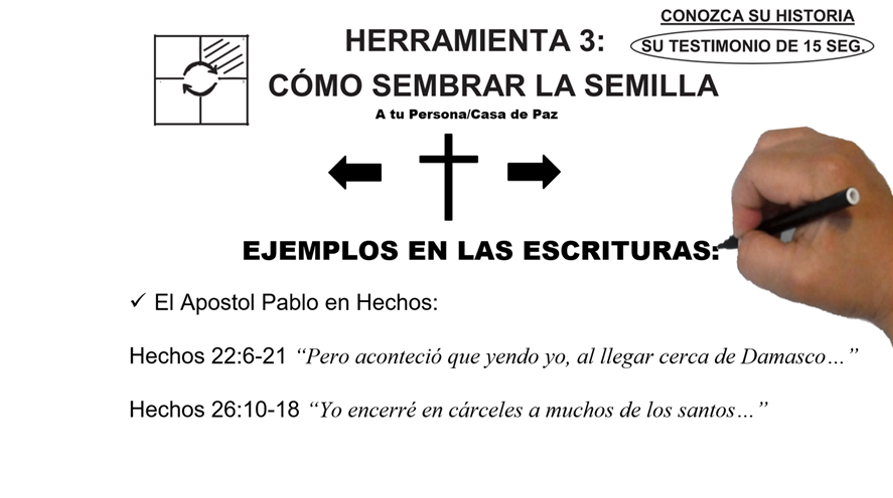 CONOZCA SU HISTORIA
SU TESTIMONIO DE 15 SEG.
HERRAMIENTA 3:
CÓMO SEMBRAR LA SEMILLA
A tu Persona/Casa de Paz
EJEMPLOS EN LAS ESCRITURAS:
✓ El Apostol Pablo en Hechos:
Hechos 22:6-21 “Pero aconteció que yendo yo, al llegar cerca de Damasco…”
Hechos 26:10-18 “Yo encerré en cárceles a muchos de los santos…”